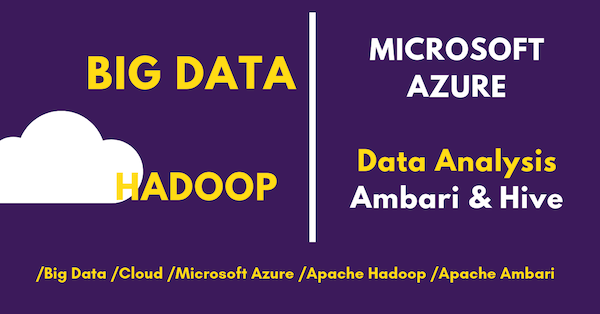 BIG DATA
HADOOP
MICROSOFT
AZURE
Data Analysis
Ambari & Hive
/Big Data /Cloud /Microsoft Azure /Apache Hadoop /Apache Ambari